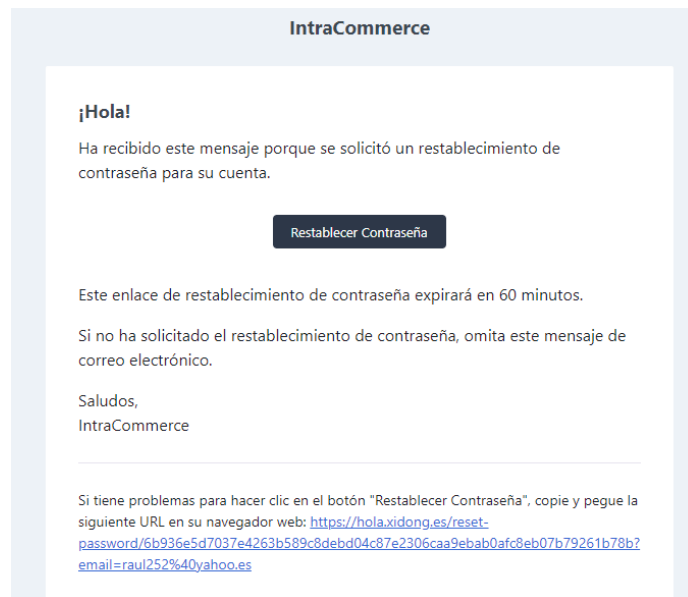 IntraCommerce
¡Hola!
Ha recibido este mensaje porque se solicitó un restablecimiento de
contraseña para su cuenta.
Restablecer Contraseña
Este enlace de restablecimiento de contraseña expirará en 60 minutos.
Si no ha solicitado el restablecimiento de contraseña, omita este mensaje de
correo electrónico.
Saludos,
IntraCommerce
Si tiene problemas para hacer clic en el botón "Restablecer Contraseña", copie y pegue la
siguiente URL en su navegador web: https://hola.xidong.es/reset-
password/6b936e5d7037e4263b589c8debd04c87e2306caa9ebab0afc8eb07b79261b78b?
email=raul252%40yahoo.es